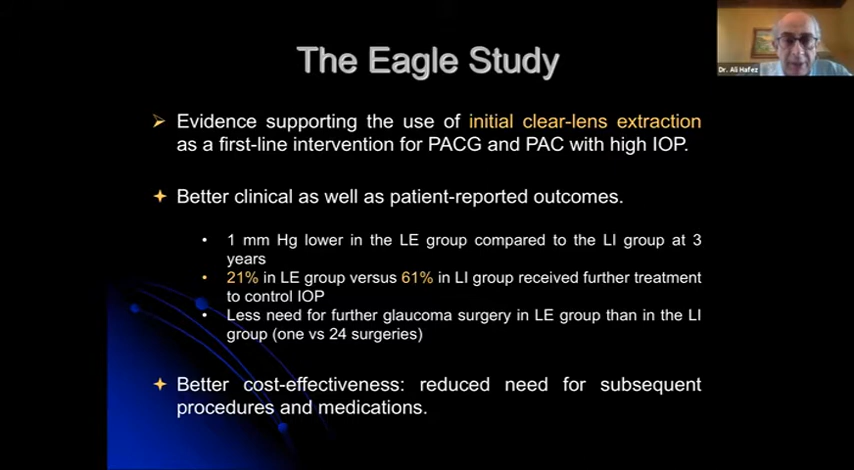 Dr. Ali Hafez
The Eagle Study
Evidence supporting the use of initial clear-lens extraction
as a first-line intervention for PACG and PAC with high IOP.
Better clinical as well as patient-reported outcomes.
1 mm Hg lower in the LE group compared to the LI group at 3
years
21% in LE group versus 61% in LI group received further treatment
to control IOP
Less need for further glaucoma surgery in LE group than in the LI
group (one vs 24 surgeries)
Better cost-effectiveness: reduced need for subsequent
procedures and medications.